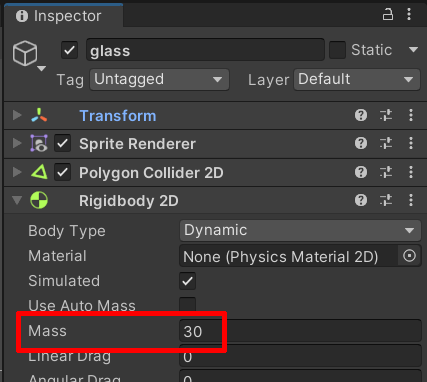 Inspector
glass
Static
Tag Untagged Layer Default
Transform
Sprite Renderer
Polygon Collider 2D
Rigidbody 2D
Body Type Dynamic
Material None (Physics Material 2D)
Simulated
Use Auto Mass
Mass 30
Linear Drag 0
Angular Drag 0